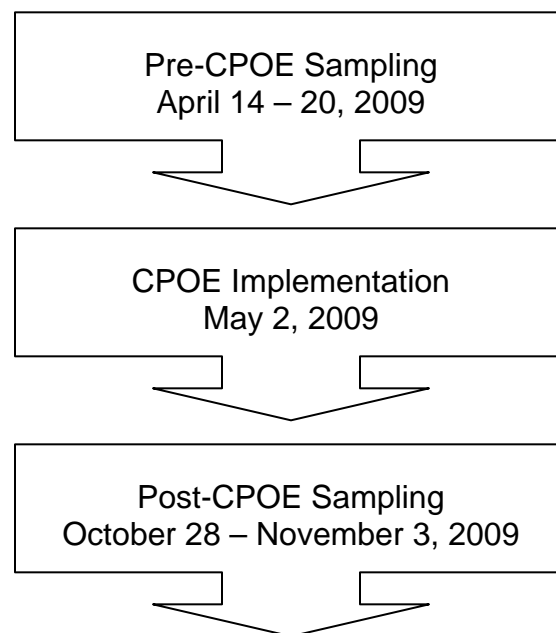 Pre-CPOE Sampling
April 14 – 20, 2009
CPOE Implementation
May 2, 2009
Post-CPOE Sampling
October 28 – November 3, 2009